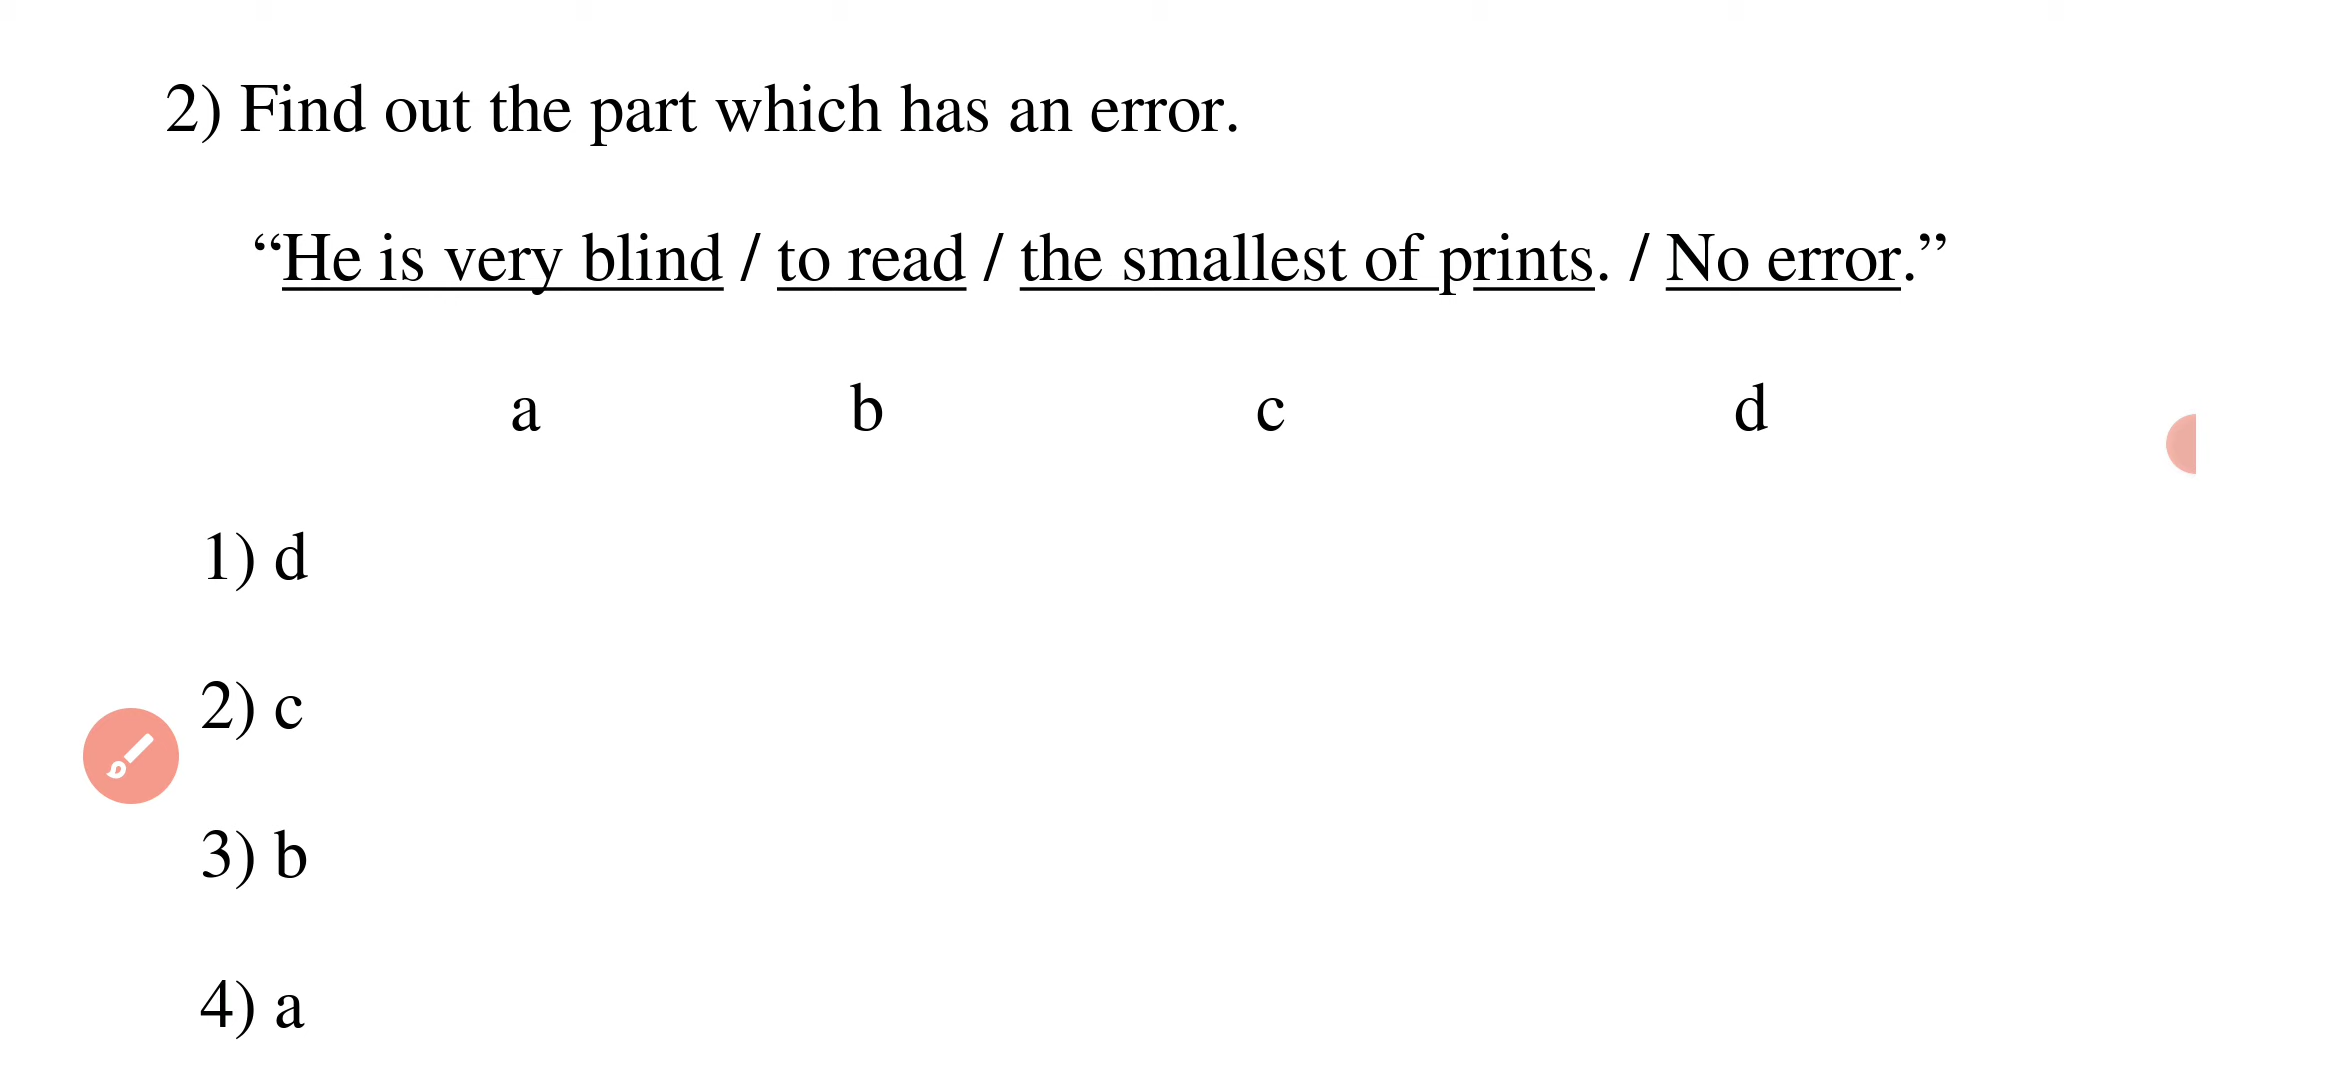 2) Find out the part which has an error.
“He is very blind / to read / the smallest of prints. / No error.”
a b c d
1) d
2) c
3) b
4) a